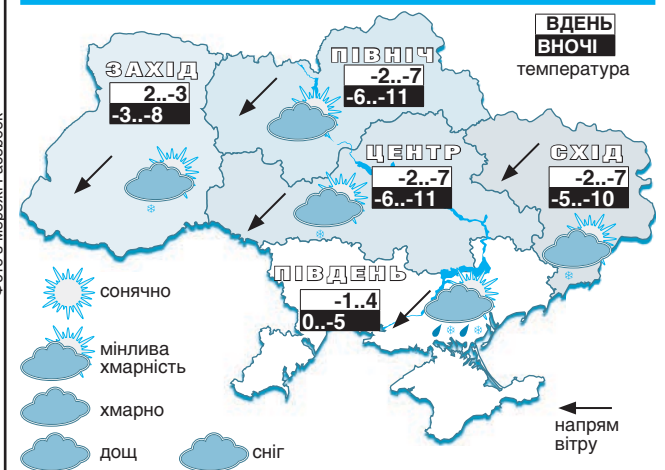 ВДЕНЬ
ВНОЧІ
температура
ПІВНІЧ
-2..-7
-6..-11
ЗАХІД
2..-3
-3..-8
ЦЕНТР
-2..-7
-6..-11
СХІД
-2..-7
-5..-10
ПІВДЕНЬ
-1..4
0..-5
сонячно
мінлива
хмарність
хмарно
дощ
сніг
напрям
вітру